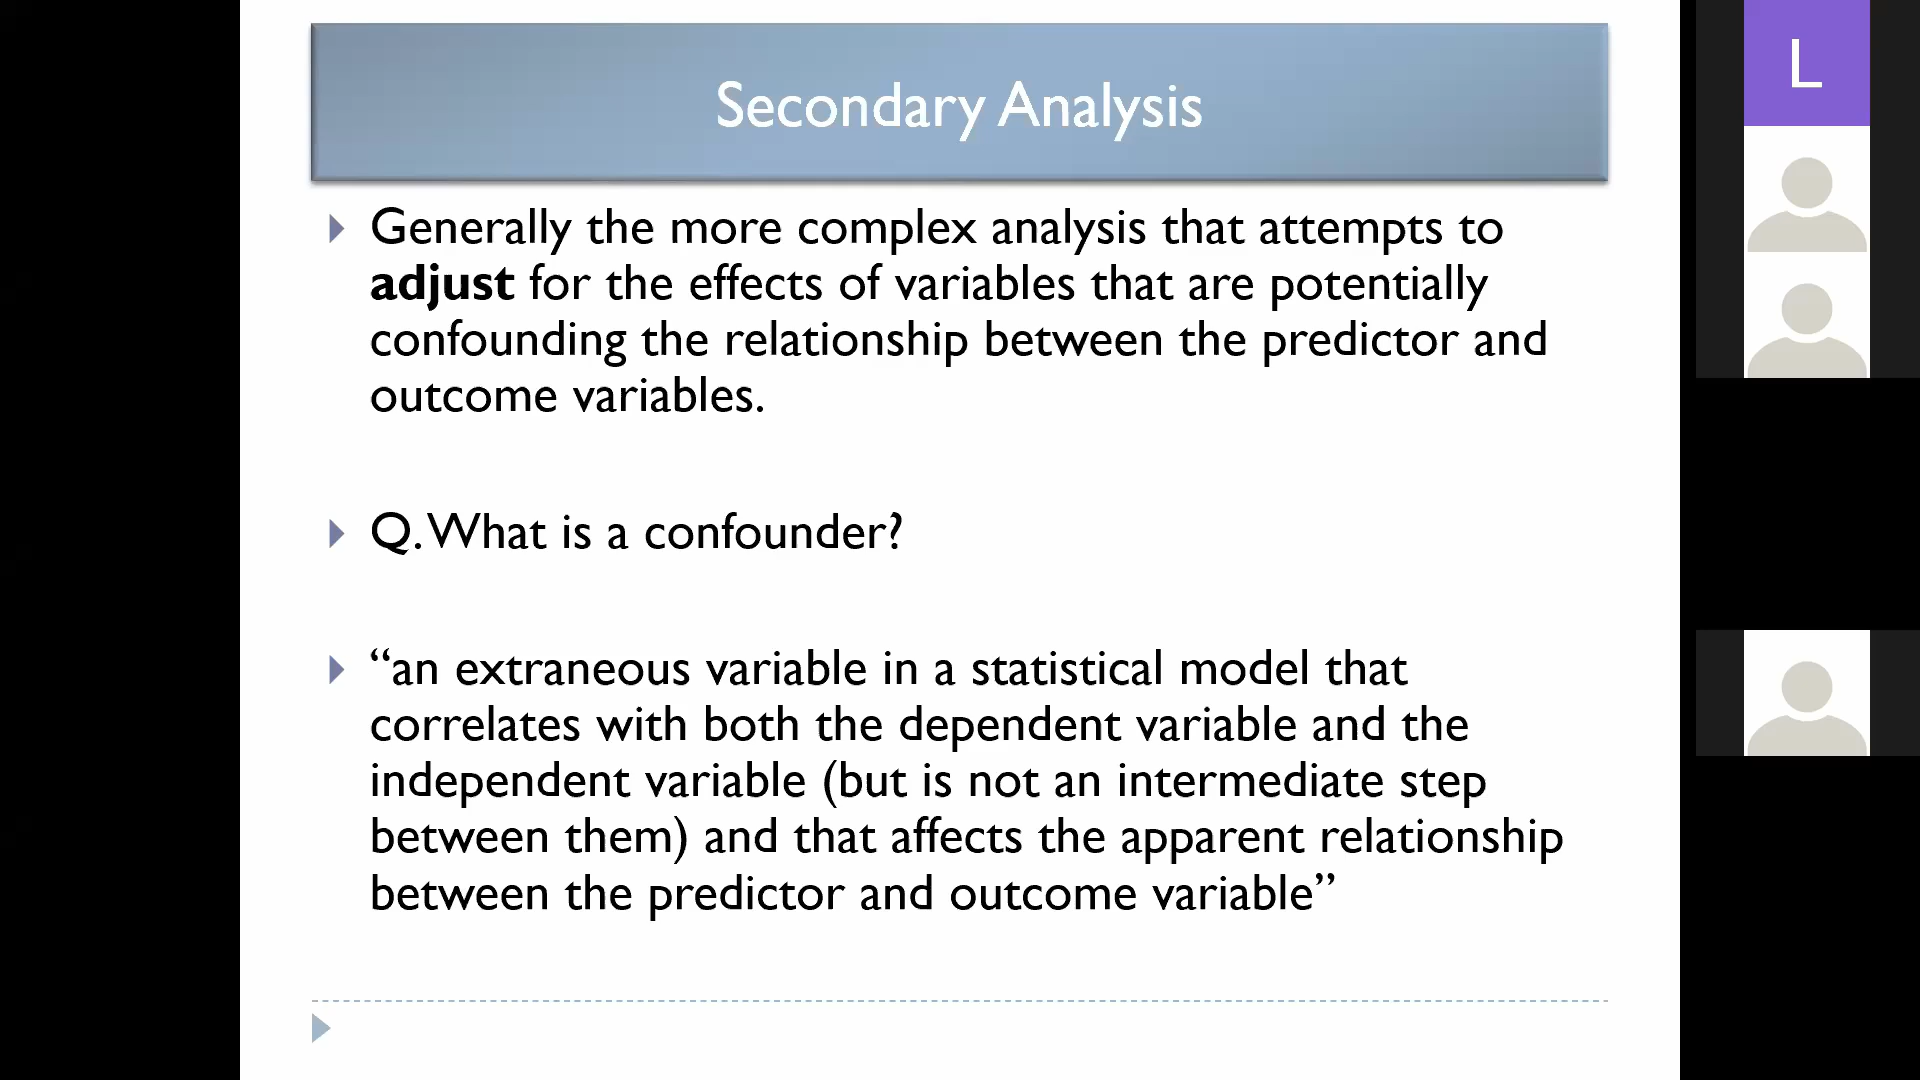 Secondary Analysis
L
Generally the more complex analysis that attempts to
adjust for the effects of variables that are potentially
confounding the relationship between the predictor and
outcome variables.
Q. What is a confounder?
“an extraneous variable in a statistical model that
correlates with both the dependent variable and the
independent variable (but is not an intermediate step
between them) and that affects the apparent relationship
between the predictor and outcome variable”